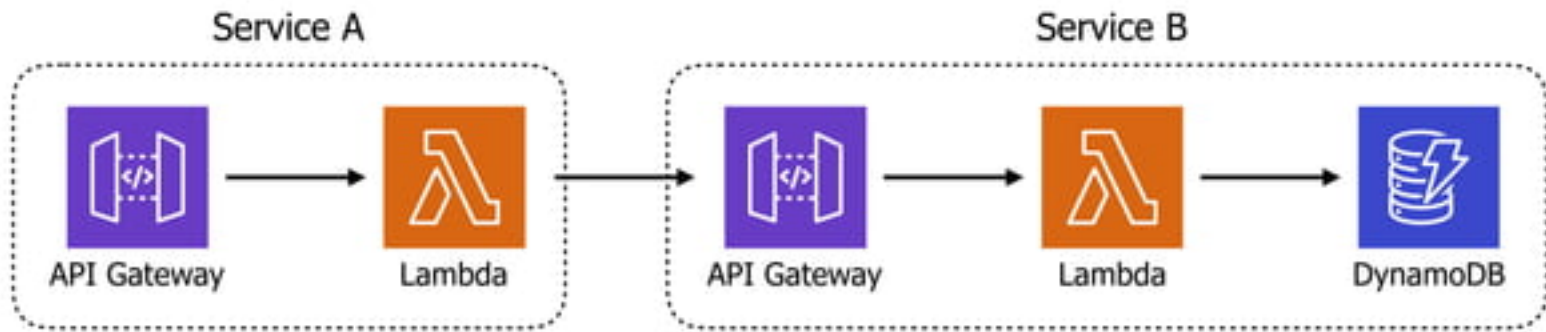 Service A
Service B
</>
</>
API Gateway
Lambda
API Gateway
Lambda
DynamoDB